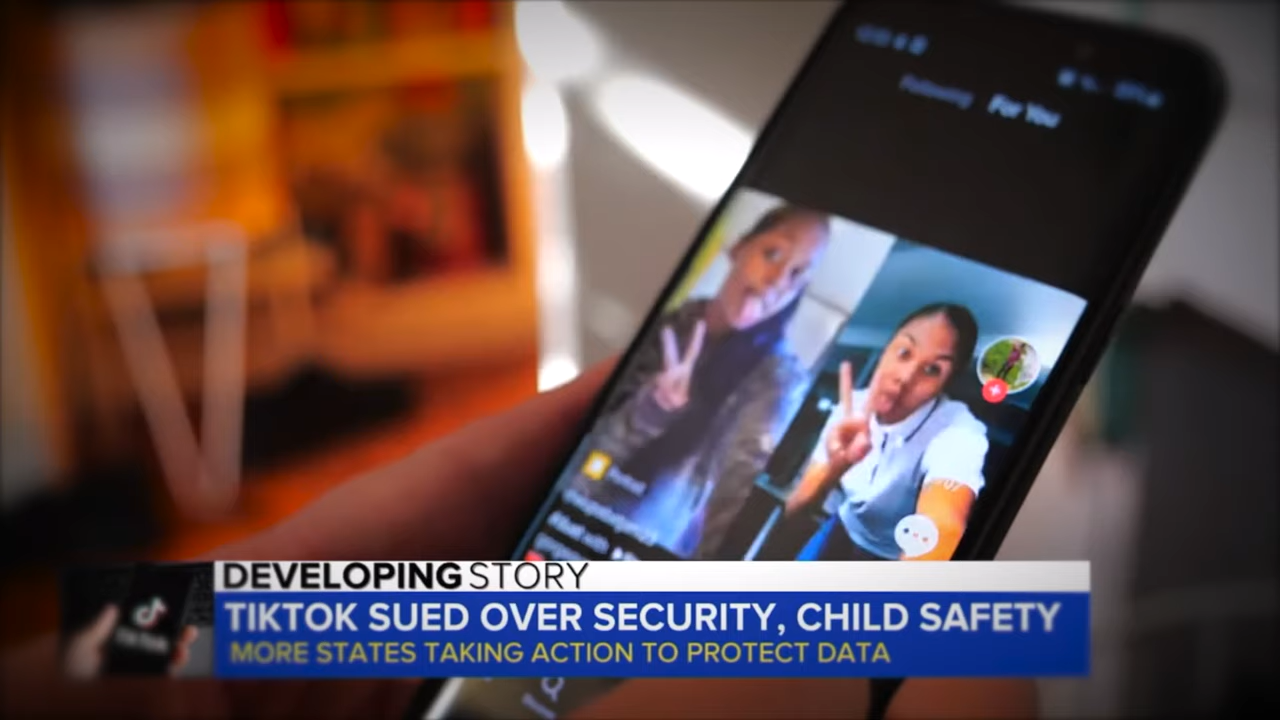 Following For You
DEVELOPING STORY
TIKTOK SUED OVER SECURITY, CHILD SAFETY
MORE STATES TAKING ACTION TO PROTECT DATA